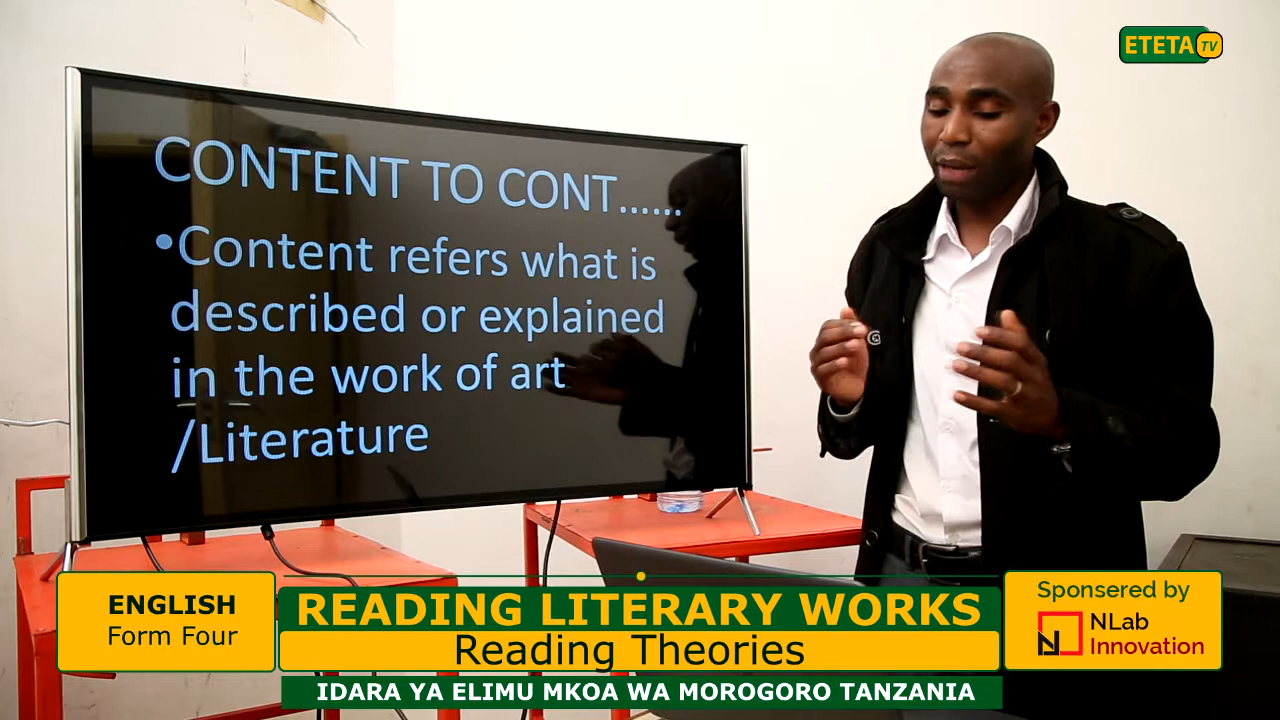 ETETA TV
CONTENT TO CONT......
•Content refers what is
described or explained
in the work of art
/Literature
ENGLISH
Form Four
READING LITERARY WORKS
Reading Theories
IDARA YA ELIMU MKOA WA MOROGORO TANZANIA
Sponsered by
NLab
Innovation